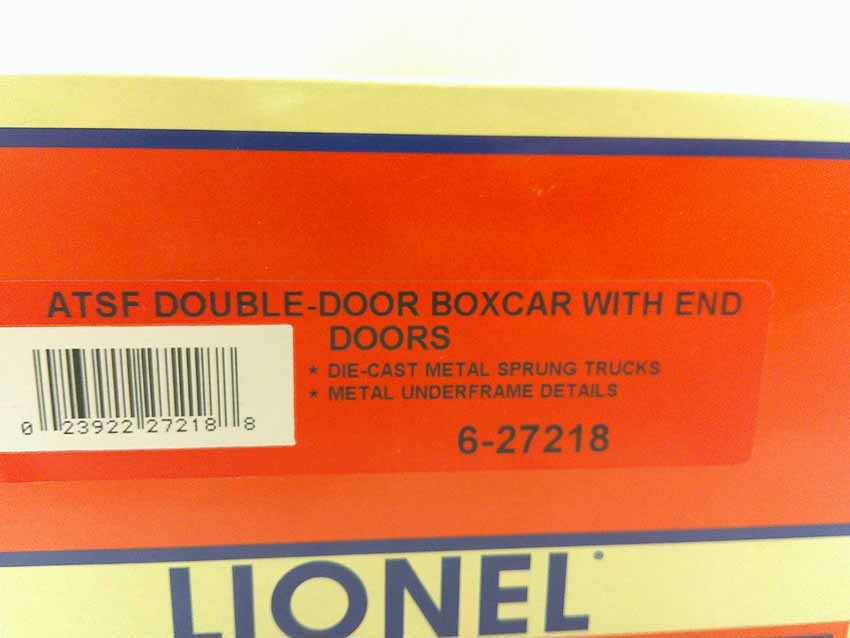 ATSF DOUBLE-DOOR BOXCAR WITH END
DOORS
* DIE-CAST METAL SPRUNG TRUCKS
* METAL UNDERFRAME DETAILS
0 23922 27218 8
6-27218
LIONEL